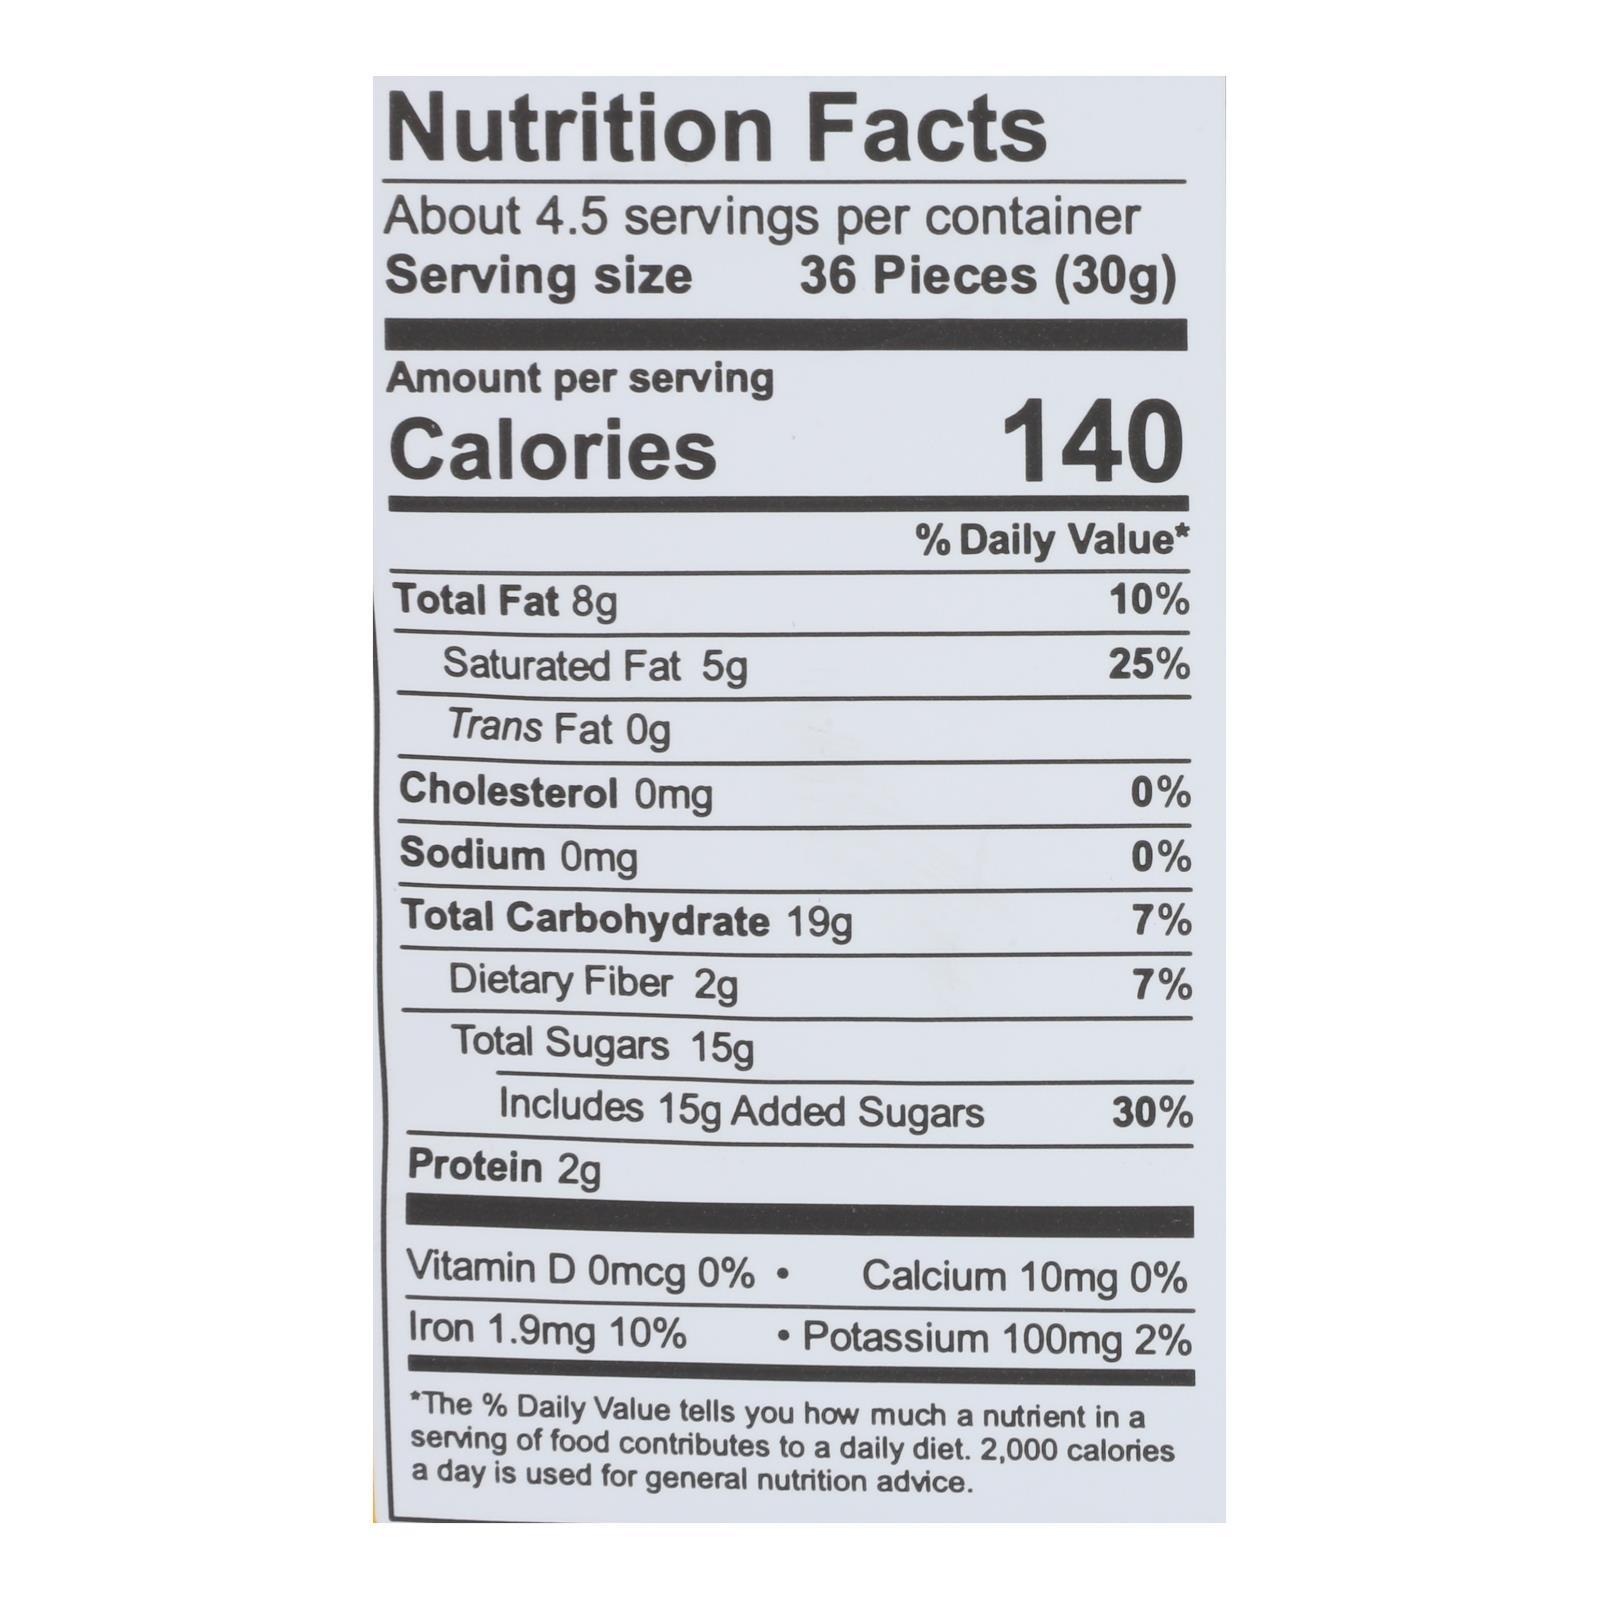 Nutrition Facts
About 4.5 servings per container
Serving size 36 Pieces (30g)
Amount per serving
Calories 140
% Daily Value*
Total Fat 8g 10%
Saturated Fat 5g 25%
Trans Fat 0g
Cholesterol 0mg 0%
Sodium 0mg 0%
Total Carbohydrate 19g 7%
Dietary Fiber 2g 7%
Total Sugars 15g
Includes 15g Added Sugars 30%
Protein 2g
Vitamin D 0mcg 0% • Calcium 10mg 0%
Iron 1.9mg 10% • Potassium 100mg 2%
*The % Daily Value tells you how much a nutrient in a
serving of food contributes to a daily diet. 2,000 calories
a day is used for general nutrition advice.